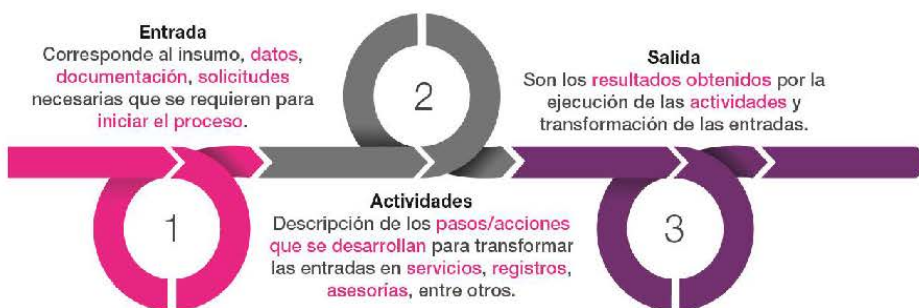 Entrada
Corresponde al insumo, datos,
documentación, solicitudes
necesarias que se requieren para
iniciar el proceso.
1
2
Actividades
Descripción de los pasos/acciones
que se desarrollan para transformar
las entradas en servicios, registros,
asesorías, entre otros.
Salida
Son los resultados obtenidos por la
ejecución de las actividades y
transformación de las entradas.
3